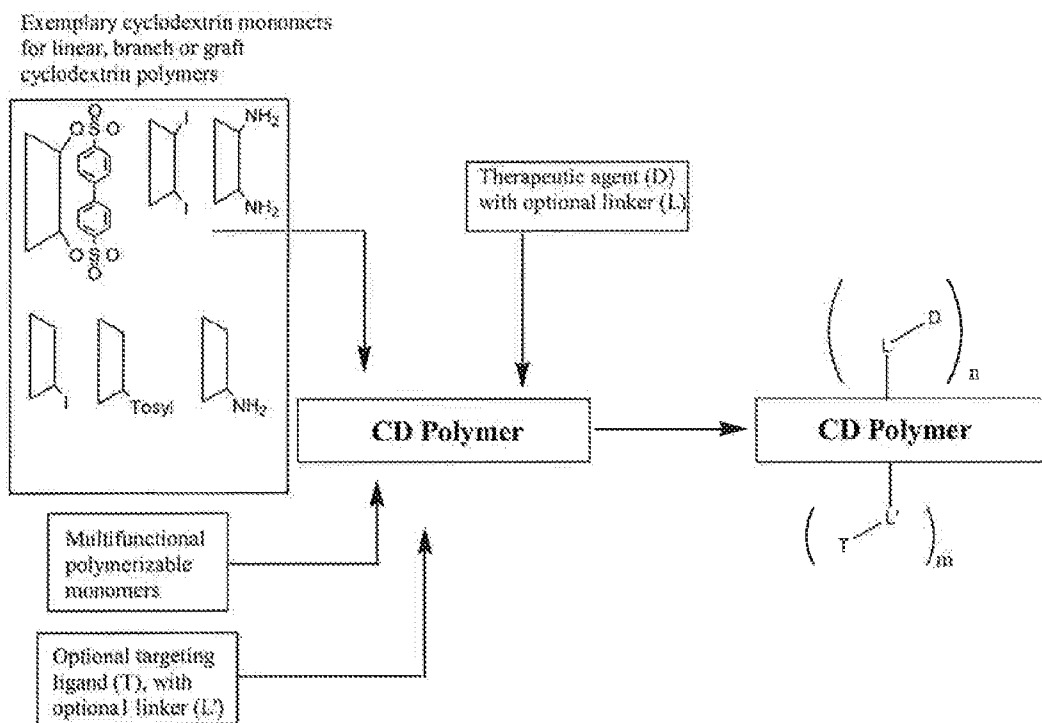 Exemplary cyclodextrin monomers
for linear, branch or graft
cyclodextrin polymers
O
O
S
O
O
S
O
O
I
I
NH2
NH2
I
Tosyl
NH2
Therapeutic agent (D)
with optional linker (L)
CD Polymer
Multifunctional
polymerizable
monomers
Optional targeting
ligand (T), with
optional linker (L')
D
L
n
CD Polymer
L'
T
m